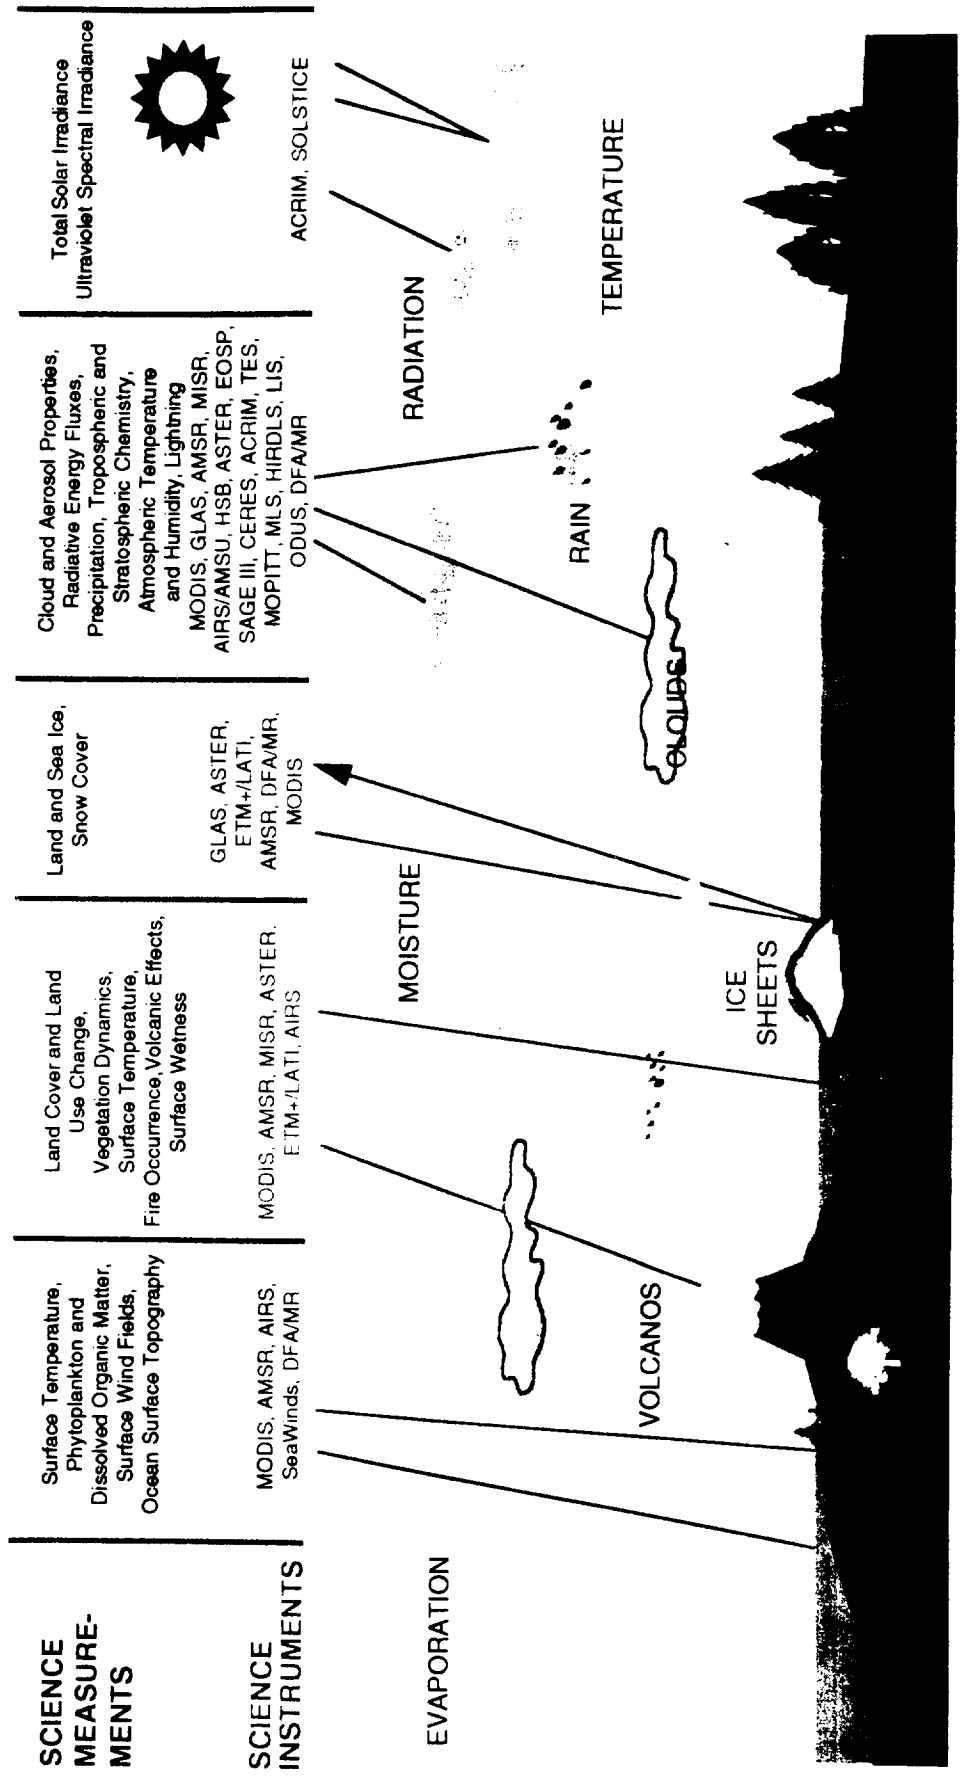 SCIENCE
MEASURE-
MENTS
Surface Temperature,
Phytoplankton and
Dissolved Organic Matter,
Surface Wind Fields,
Ocean Surface Topography
Land Cover and Land
Use Change,
Vegetation Dynamics,
Surface Temperature,
Fire Occurrence, Volcanic Effects,
Surface Wetness
Land and Sea Ice,
Snow Cover
Cloud and Aerosol Properties,
Radiative Energy Fluxes,
Precipitation, Tropospheric and
Stratospheric Chemistry,
Atmospheric Temperature
and Humidity, Lightning
Total Solar Irradiance
Ultraviolet Spectral Irradiance
SCIENCE
INSTRUMENTS
MODIS, AMSR, AIRS,
SeaWinds, DFA/MR
MODIS, AMSR, MISR, ASTER,
ETM+/LATI, AIRS
GLAS, ASTER,
ETM+/LATI,
AMSR, DFA/MR,
MODIS
MODIS, GLAS, AMSR, MISR,
AIRS/AMSU, HSB, ASTER, EOSP,
SAGE III, CERES, ACRIM, TES,
MOPITT, MLS, HIRDLS, LIS,
ODUS, DFA/MR
ACRIM, SOLSTICE
EVAPORATION
MOISTURE
RADIATION
VOLCANOS
CLOUDS
RAIN
TEMPERATURE
ICE
SHEETS